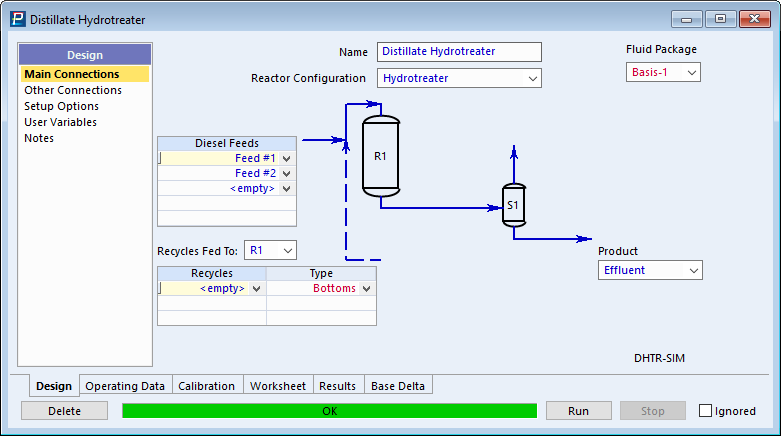 Distillate Hydrotreater
Design
Main Connections
Other Connections
Setup Options
User Variables
Notes
Name Distillate Hydrotreater
Reactor Configuration Hydrotreater
Fluid Package
Basis-1
Diesel Feeds
Feed #1
Feed #2
<empty>
R1
S1
Recycles Fed To: R1
Recycles Type
<empty> Bottoms
Product
Effluent
DHTR-SIM
Design Operating Data Calibration Worksheet Results Base Delta
Delete OK Run Stop Ignored